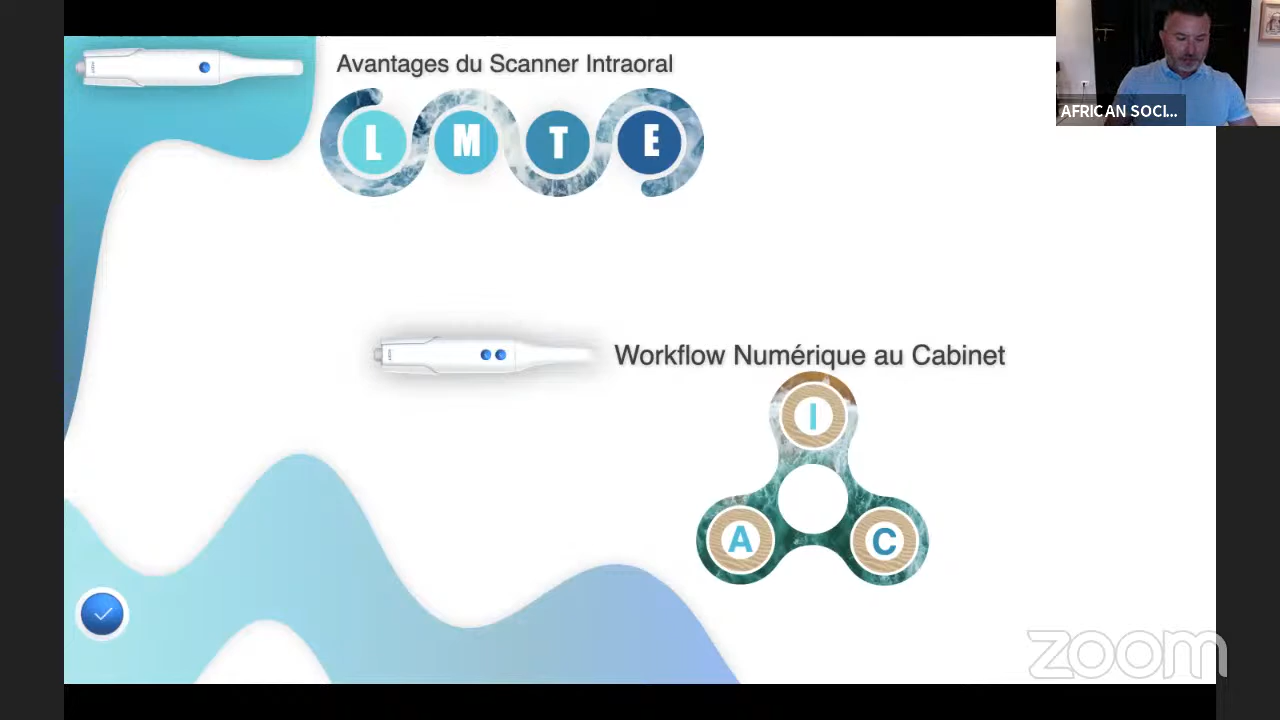 Avantages du Scanner Intraoral
L M T E
AFRICAN SOCI...
Workflow Numérique au Cabinet
I
A C
zoom